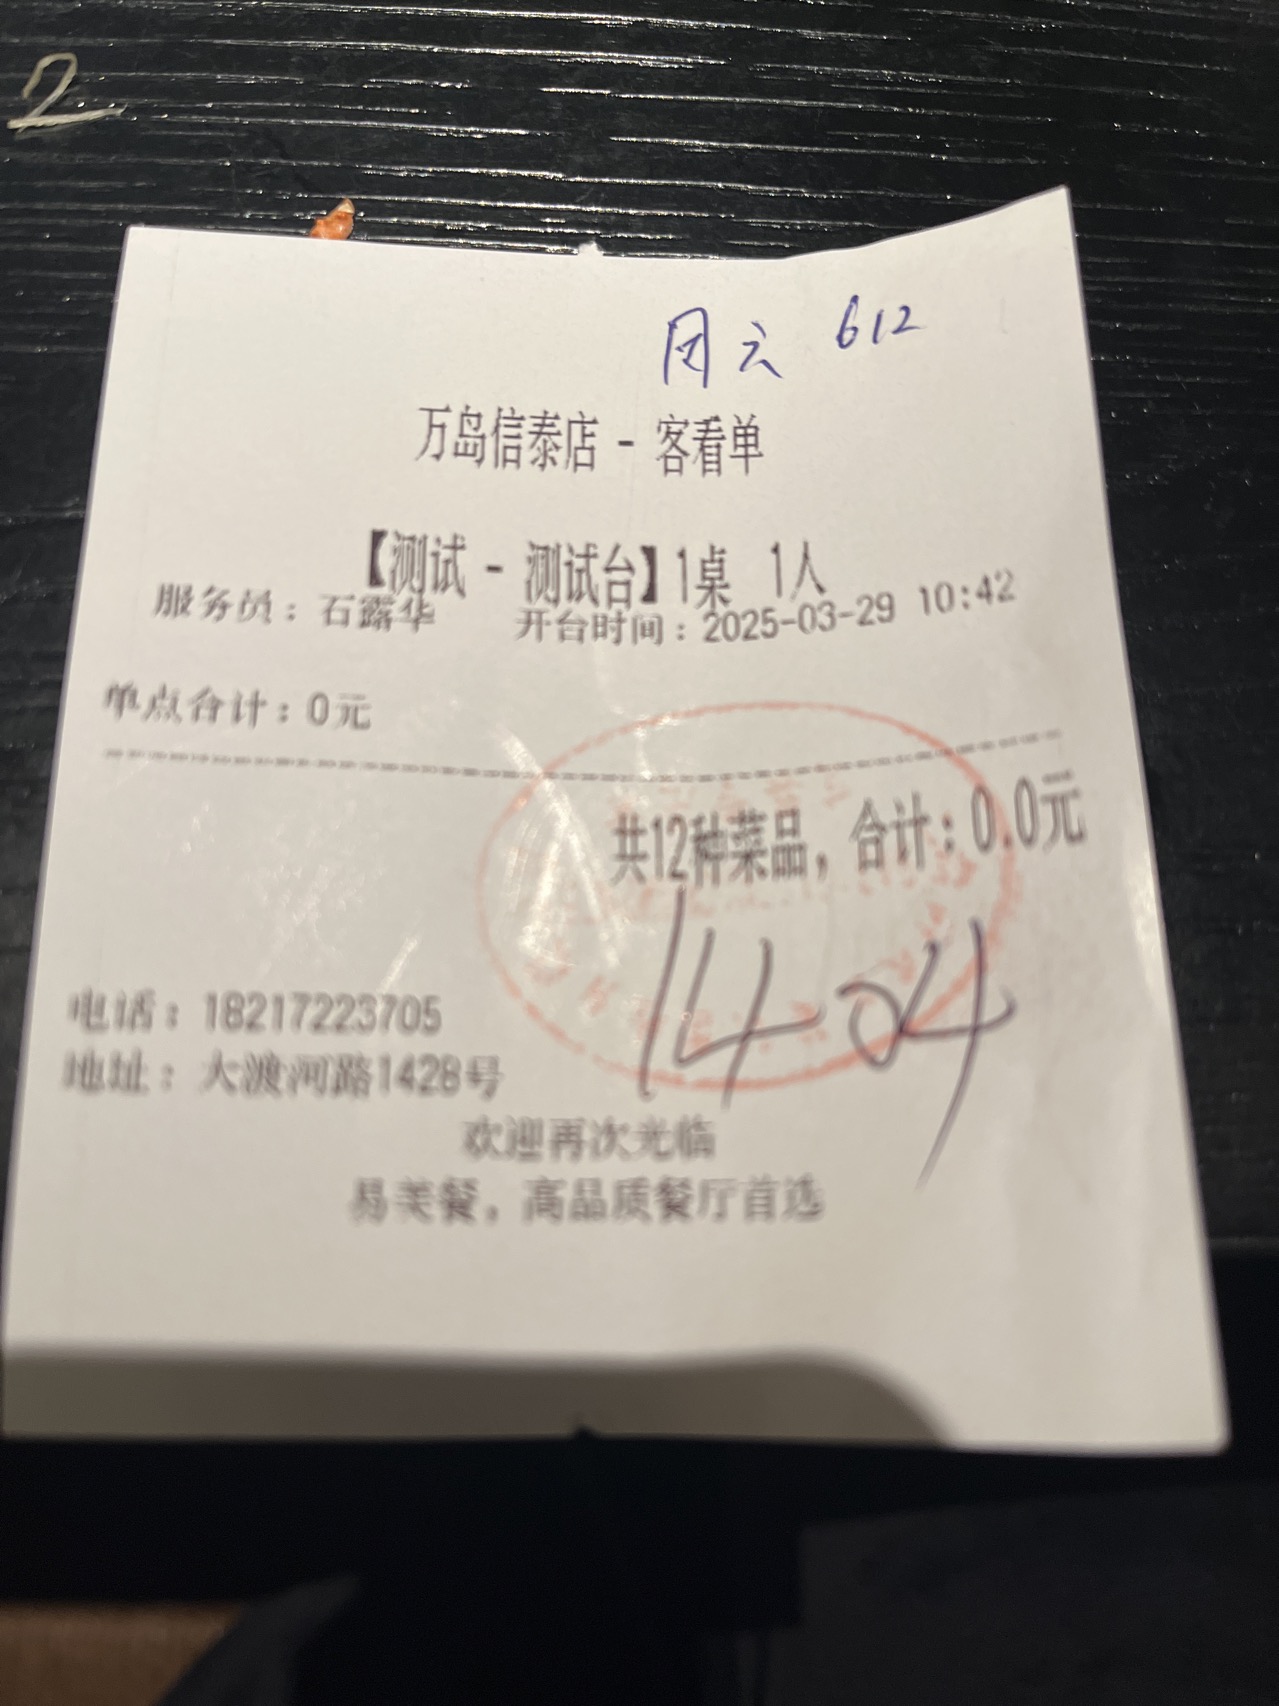 2
612
万岛信泰店 - 客看单
【测试 - 测试台】1桌 1人
服务员：石露华 开台时间：2025-03-29 10:42
单点合计：0元
共12种菜品，合计：0.0元
1404
电话：18217223705
地址：大渡河路1428号
欢迎再次光临
易美餐，高品质餐厅首选